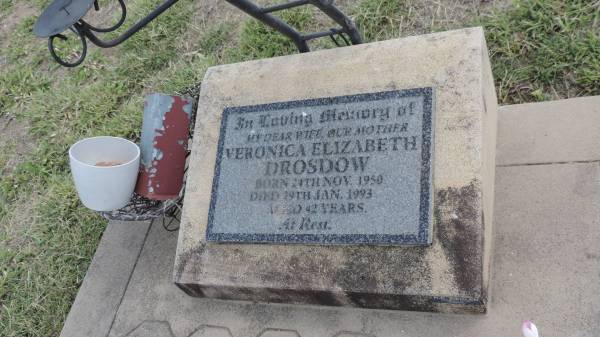 In Loving Memory of
MY DEAR WIFE, OUR MOTHER
VERONICA ELIZABETH
DROSDOW
BORN 24TH NOV. 1950
DIED 29TH JAN. 1993
AGED 42 YEARS.
At Rest.